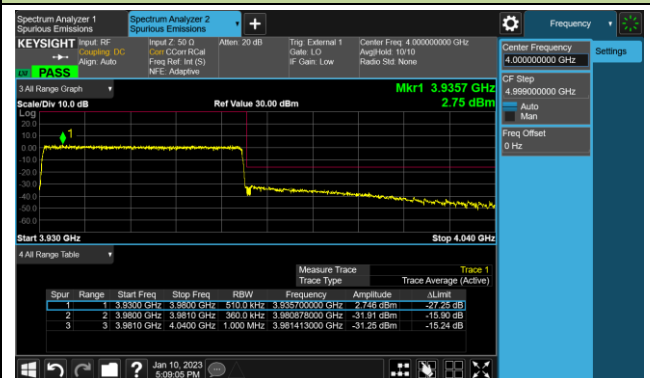 Spectrum Analyzer 1
Spurious Emissions
Spectrum Analyzer 2
Spurious Emissions
Frequency
KEYSIGHT
Input: RF
Coupling: DC
Align: Auto
Input Z: 50 Ω
Corr CCorr RCal
Freq Ref: Int (S)
NFE: Adaptive
Atten: 20 dB
Trig: External 1
Gate: LO
IF Gain: Low
Center Freq: 4.000000000 GHz
Avg|Hold: 10/10
Radio Std: None
PASS
Center Frequency
4.000000000 GHz
Settings
CF Step
4.999000000 GHz
Auto
Man
Freq Offset
0 Hz
3 All Range Graph
Mkr1 3.9357 GHz
2.75 dBm
Scale/Div 10.0 dB
Ref Value 30.00 dBm
Log
20.0
10.0
0.00
-10.0
-20.0
-30.0
-40.0
-50.0
-60.0
1
Start 3.930 GHz
Stop 4.040 GHz
4 All Range Table
Measure Trace Trace 1
Trace Type Trace Average (Active)
Spur Range Start Freq Stop Freq RBW Frequency Amplitude ΔLimit
1 1 3.9300 GHz 3.9800 GHz 510.0 kHz 3.935700000 GHz 2.746 dBm -27.25 dB
2 2 3.9800 GHz 3.9810 GHz 360.0 kHz 3.980878000 GHz -31.91 dBm -15.90 dB
3 3 3.9810 GHz 4.0400 GHz 1.000 MHz 3.981413000 GHz -31.25 dBm -15.24 dB
Jan 10, 2023
5:09:05 PM